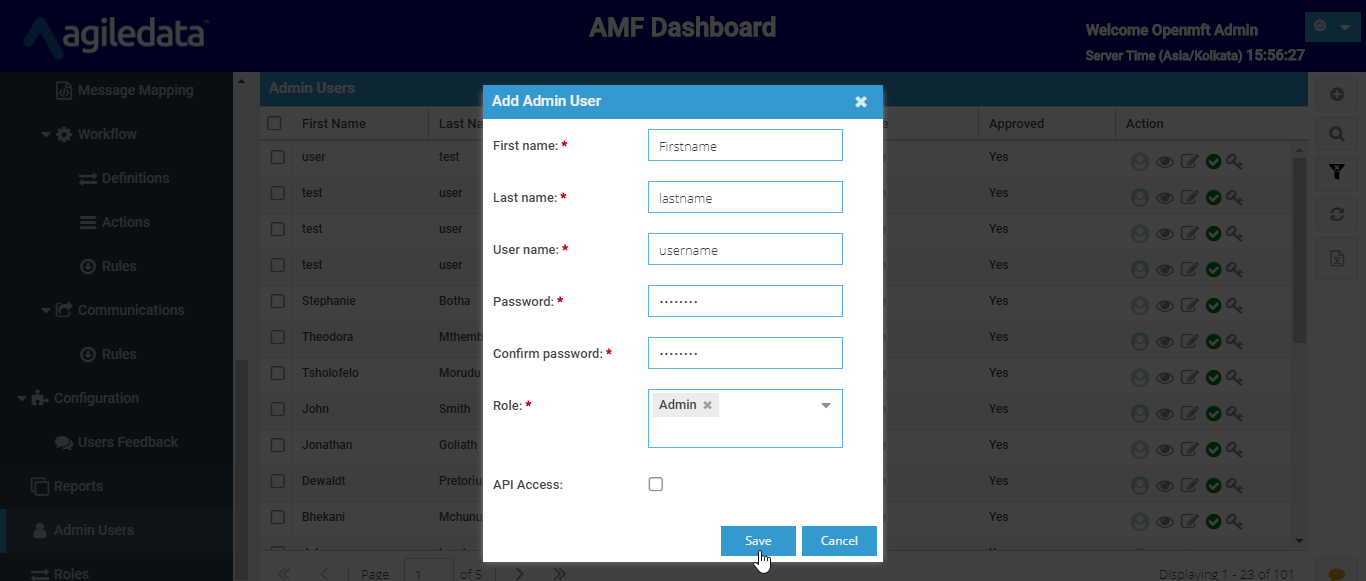 agiledata
AMF Dashboard
Welcome Openmft Admin
Server Time (Asia/Kolkata) 15:56:27
Message Mapping
Workflow
Definitions
Actions
Rules
Communications
Rules
Configuration
Users Feedback
Reports
Admin Users
Roles
Admin Users
First Name Last Na Approved Action
user test Yes
test user Yes
test user Yes
test user Yes
Stephanie Botha Yes
Theodora Mthemb Yes
Tsholofelo Morudu Yes
John Smith Yes
Jonathan Goliath Yes
Dewaldt Pretoriu Yes
Bhekani Mchunu Yes
Page 1 of 5
Displaying 1 - 23 of 101
Add Admin User
First name: * Firstname
Last name: * lastname
User name: * username
Password: * ········
Confirm password: * ········
Role: * Admin
API Access:
Save Cancel